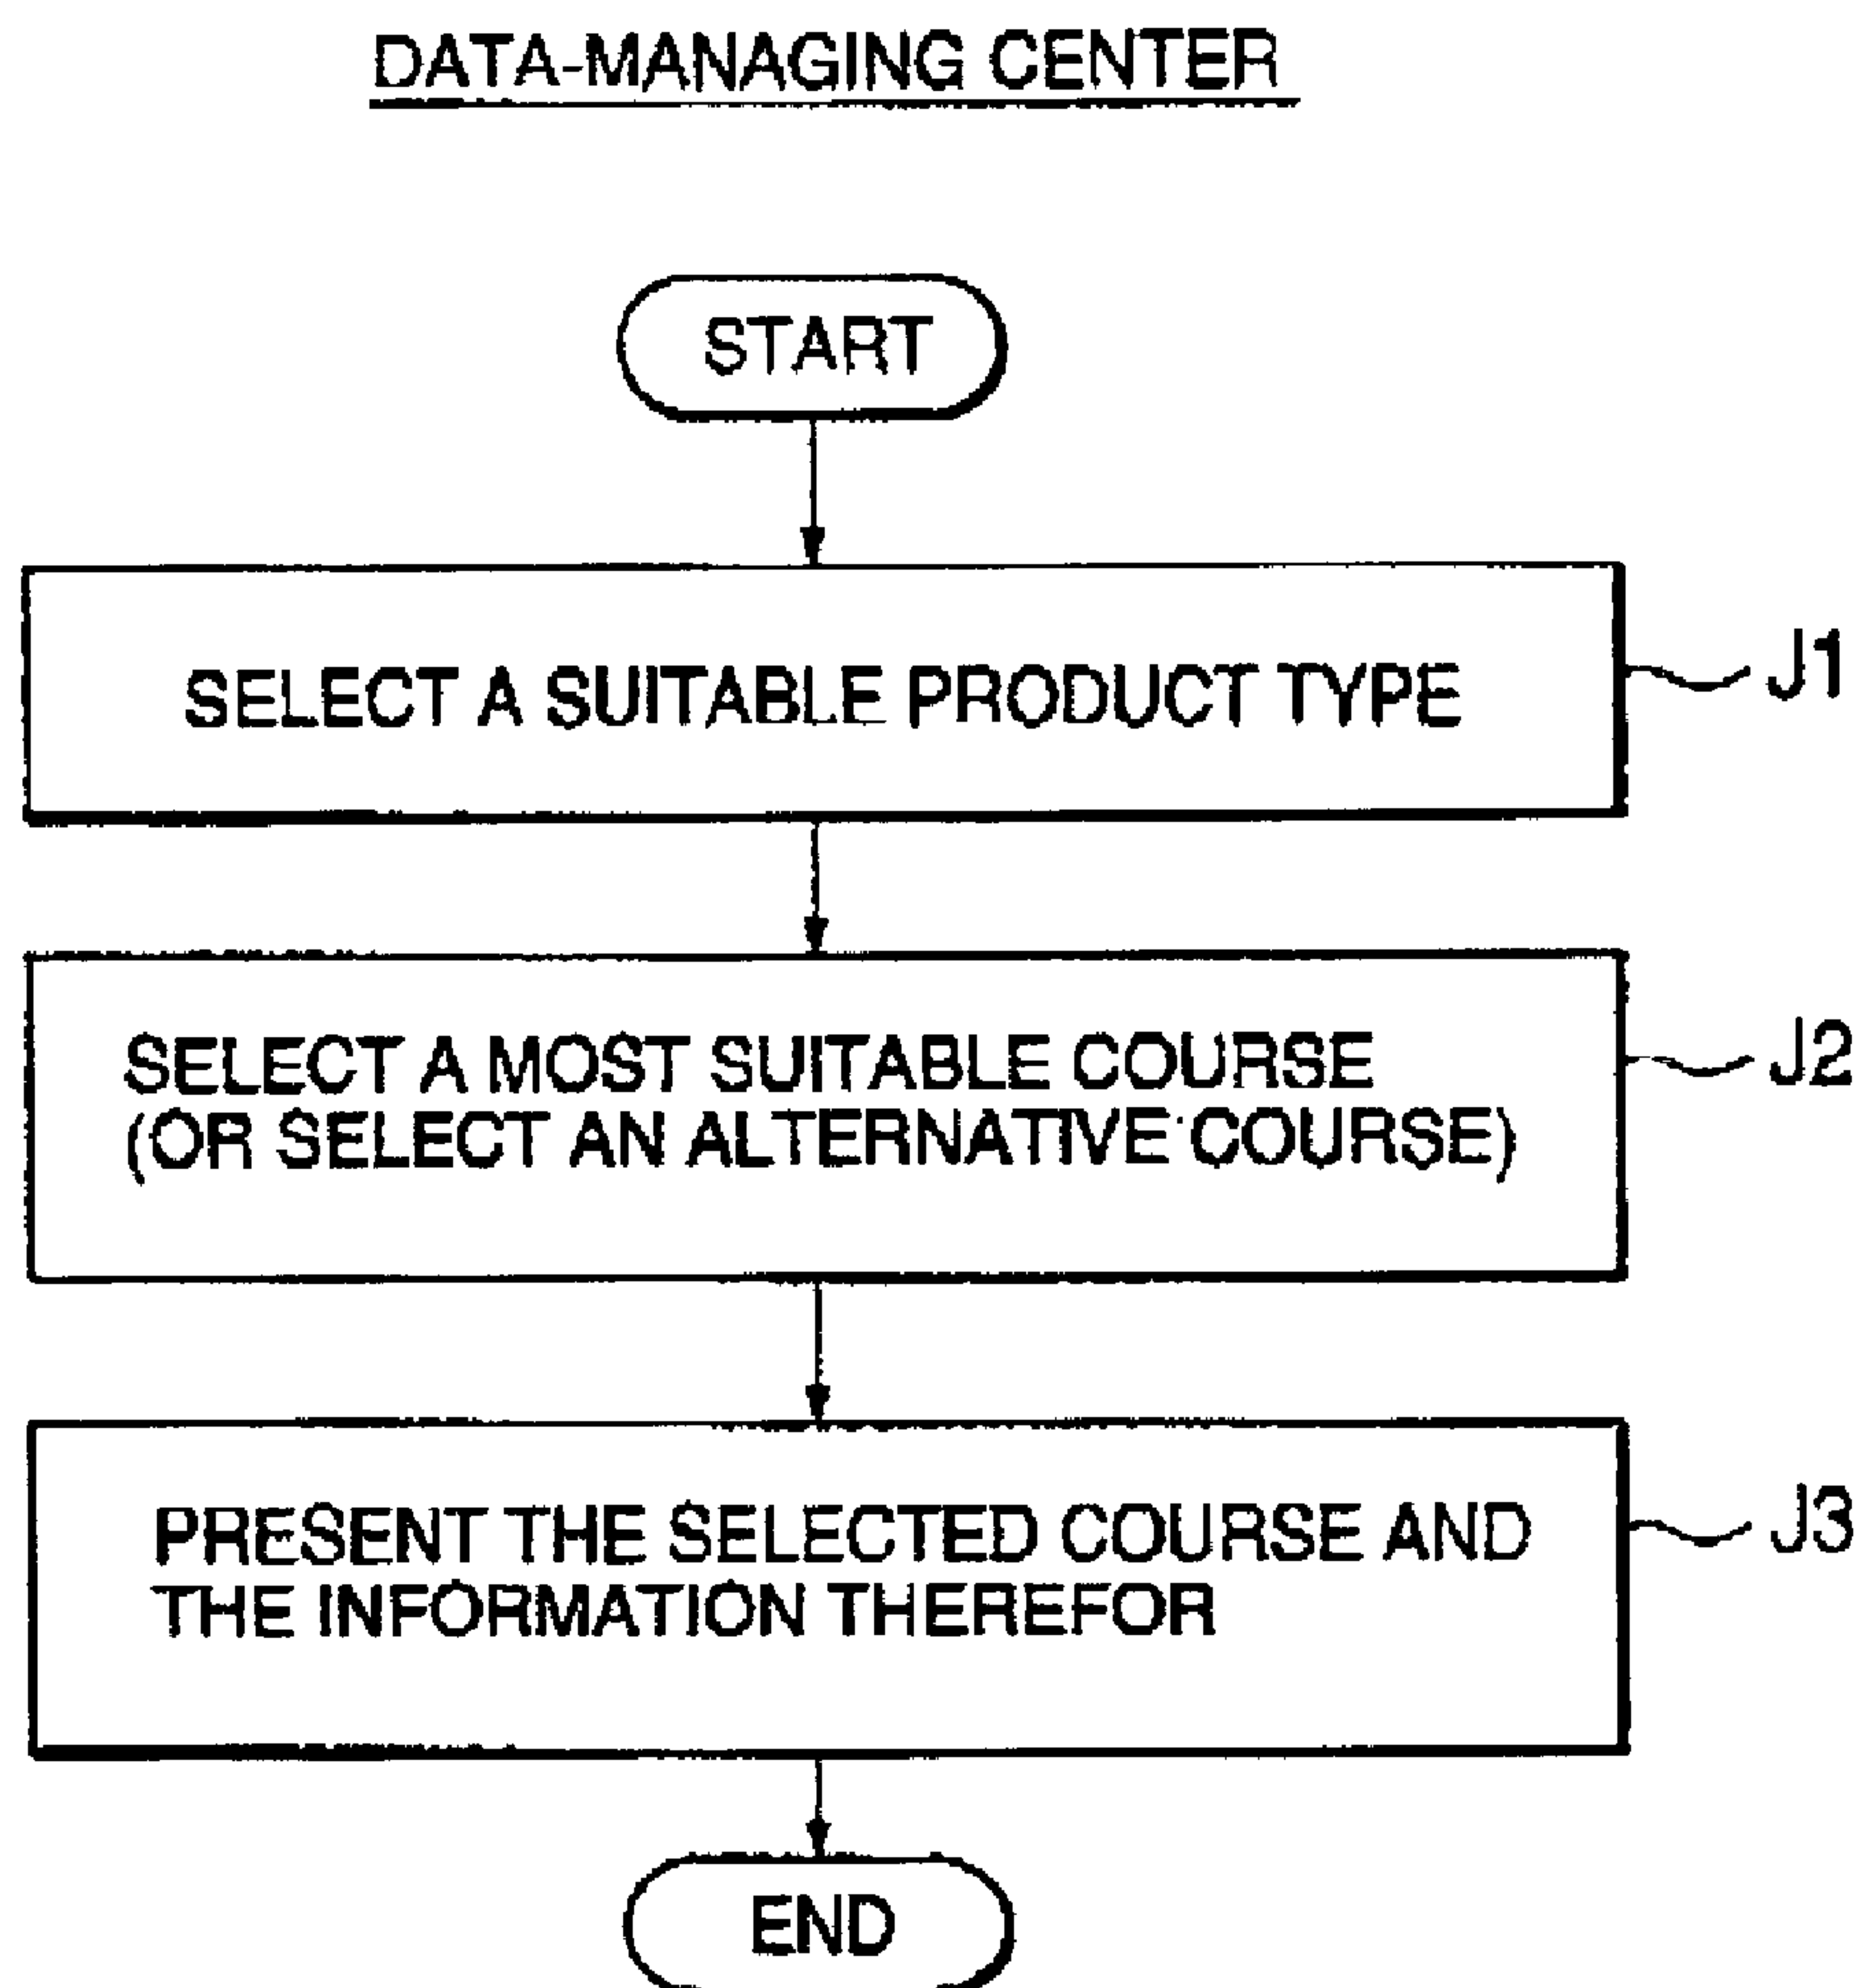 DATA-MANAGING CENTER
START
SELECT A SUITABLE PRODUCT TYPE
J1
SELECT A MOST SUITABLE COURSE
(OR SELECT AN ALTERNATIVE COURSE)
J2
PRESENT THE SELECTED COURSE AND
THE INFORMATION THEREFOR
J3
END